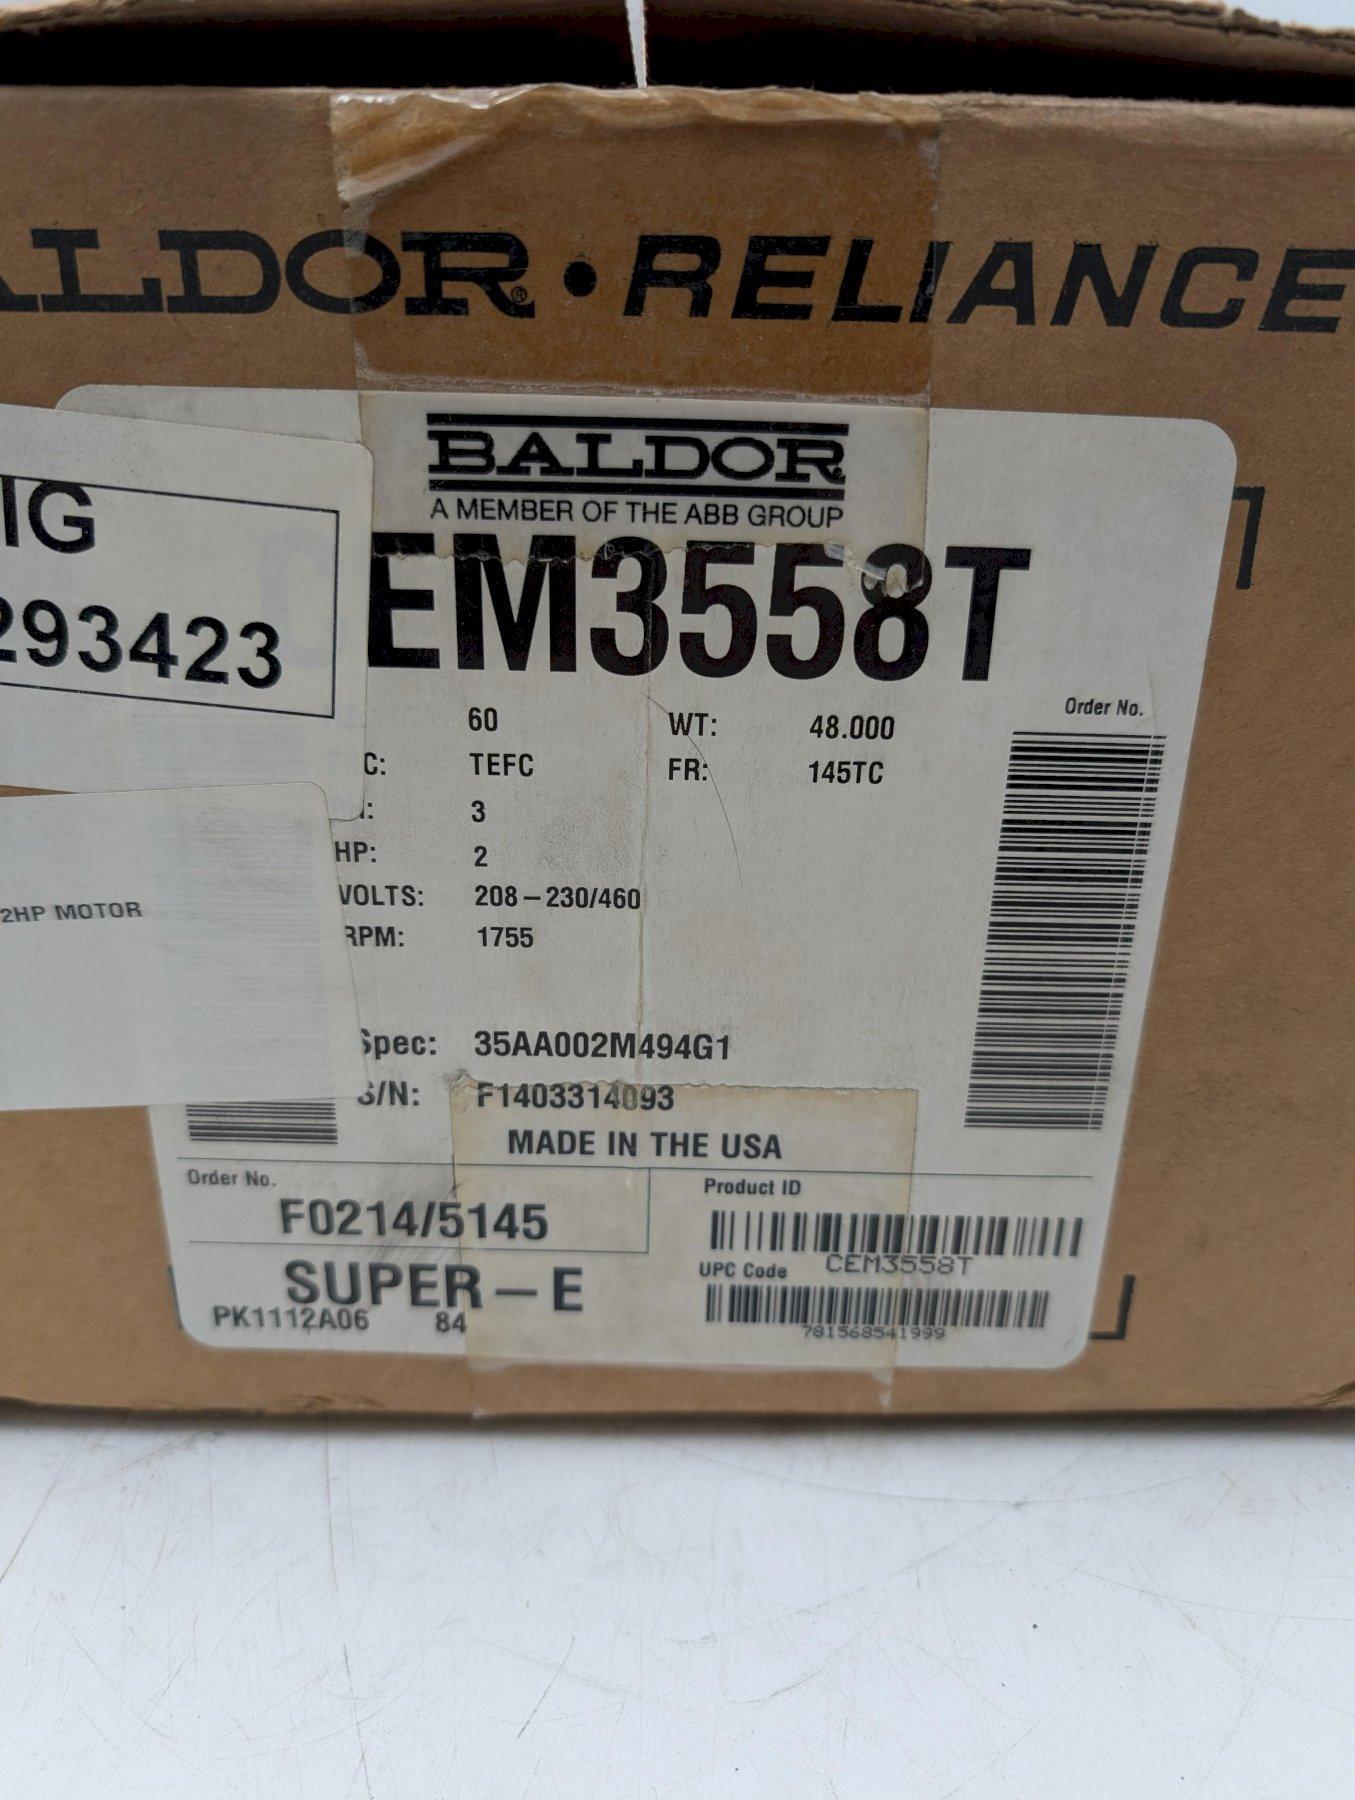 ALDOR® • RELIANCE
BALDOR
A MEMBER OF THE ABB GROUP
CEM3558T
IG
293423
60 WT: 48.000
C: TEFC FR: 145TC
: 3
HP: 2
VOLTS: 208-230/460
RPM: 1755
2HP MOTOR
Order No.
Spec: 35AA002M494G1
S/N: F1403314093
MADE IN THE USA
Order No.
F0214/5145
SUPER-E
PK1112A06 84
Product ID
CEM3558T
UPC Code
781568541999